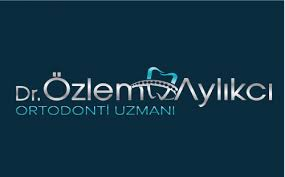 Dr. Özlem Aylıkcı
ORTODONTİ UZMANI